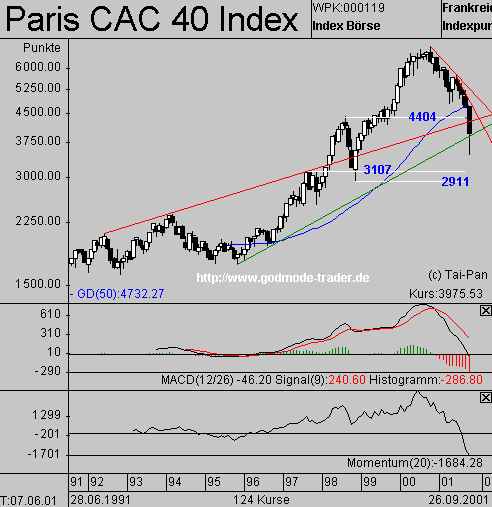 Paris CAC 40 Index
WPK:000119
Index Börse
Frankreic
Indexpur
Punkte
6000.00
5250.00
4500.00
3750.00
3000.00
2250.00
1500.00
4404
3107
2911
http://www.godmode-trader.de
(c) Tai-Pan
- GD(50):4732.27
Kurs:3975.53
610
410
310
110
10
-290
MACD(12/26) -46.20 Signal(9):240.60 Histogramm:-286.80
1299
-201
-1701
Momentum(20):-1684.28
91 92 93 94 95 96 97 98 99 00 01
T:07.06.01
28.06.1991
124 Kurse
26.09.2001